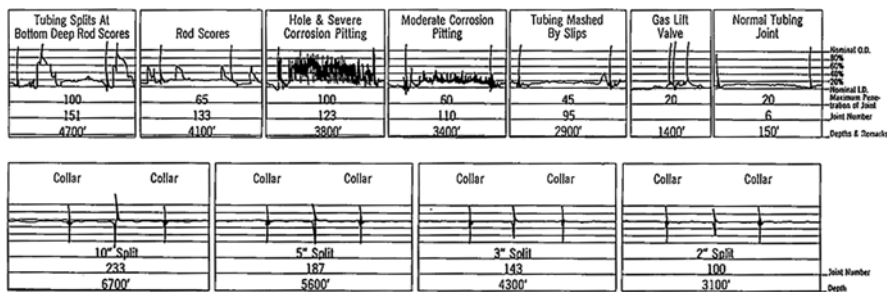 Tubing Splits At
Bottom Deep Rod Scores
Rod Scores
Hole & Severe
Corrosion Pitting
Moderate Corrosion
Pitting
Tubing Mashed
By Slips
Gas Lift
Valve
Normal Tubing
Joint
Nominal O.D.
80%
60%
40%
20%
Nominal I.D.
100 65 100 60 45 20 20 Maximum Pene-
tration of Joint
151 133 123 110 95 6 Joint Number
4700' 4100' 3800' 3400' 2900' 1400' 150' Depths & Remarks
Collar Collar Collar Collar Collar Collar Collar Collar
10" Split 5" Split 3" Split 2" Split
233 187 143 100 Joint Number
6700' 5600' 4300' 3100' Depth